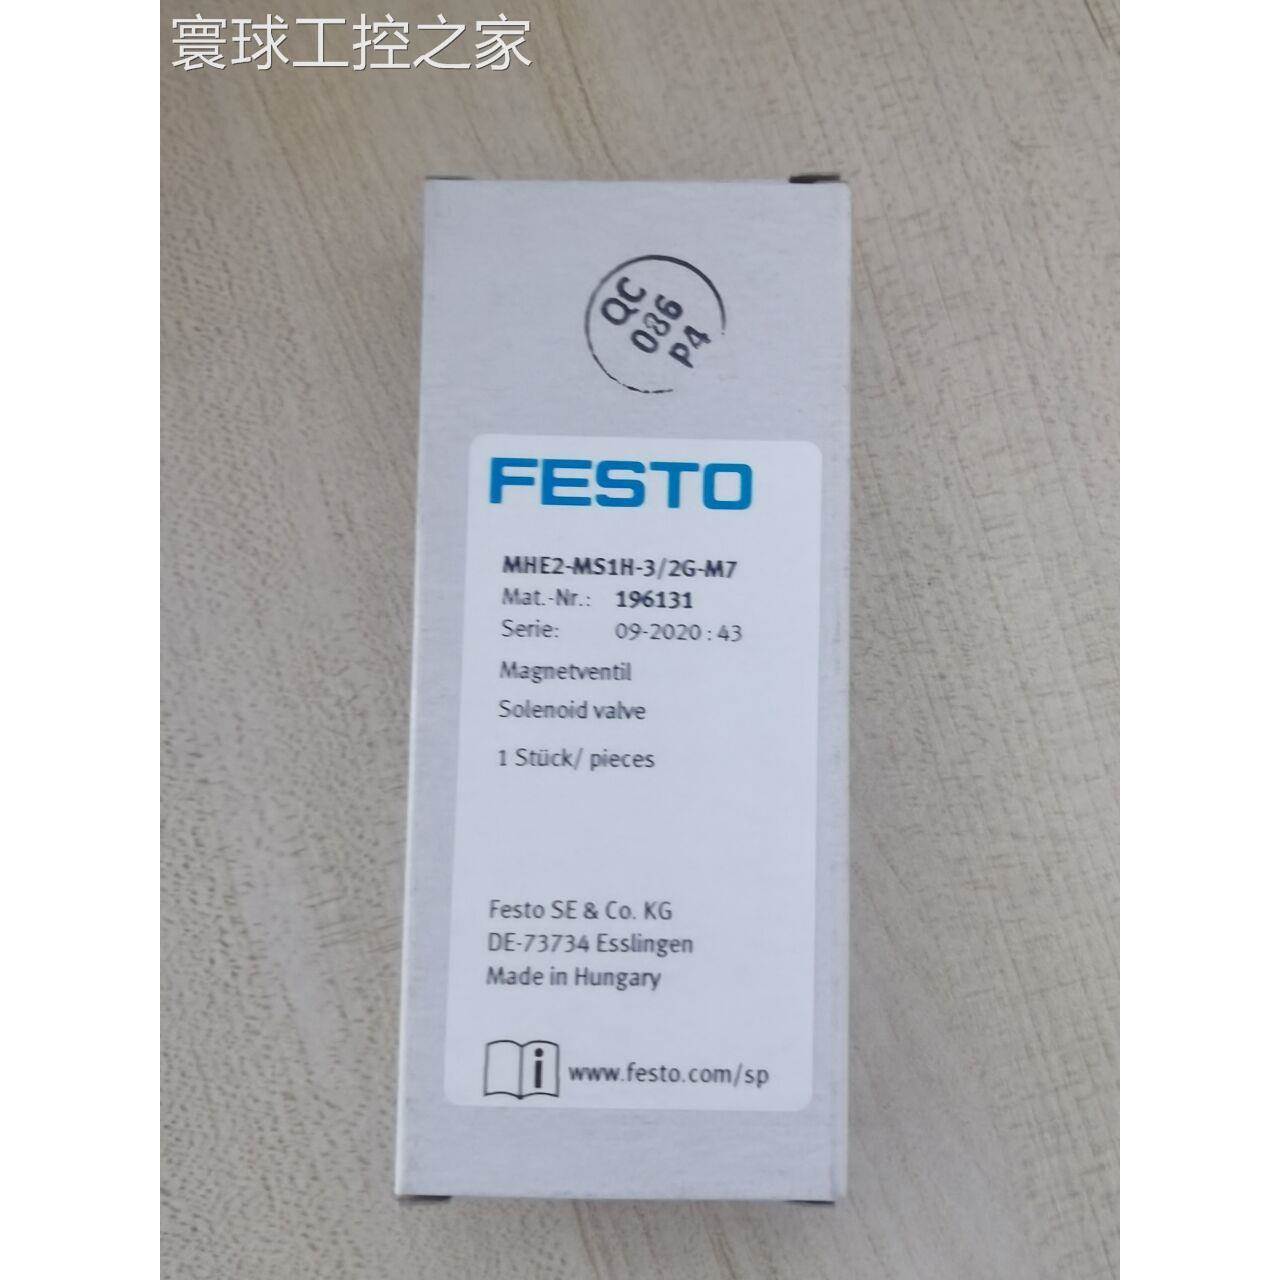 寰球工控之家
QC
086
P4
FESTO
MHE2-MS1H-3/2G-M7
Mat.-Nr.: 196131
Serie: 09-2020 : 43
Magnetventil
Solenoid valve
1 Stück/ pieces
Festo SE & Co. KG
DE-73734 Esslingen
Made in Hungary
i www.festo.com/sp